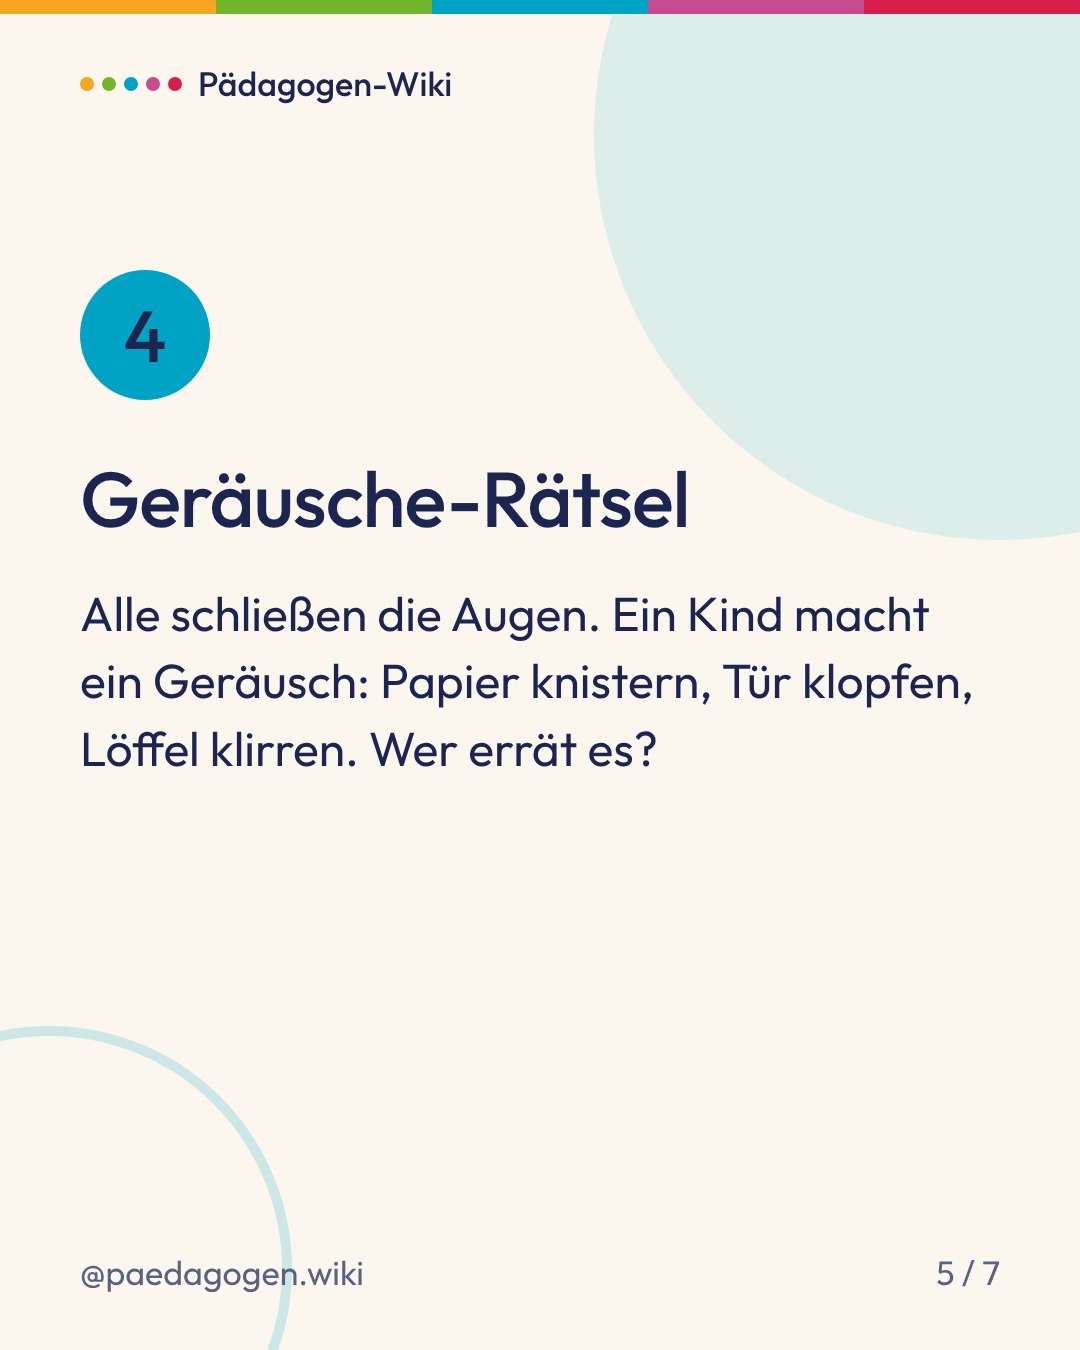 Pädagogen-Wiki
4
Geräusche-Rätsel
Alle schließen die Augen. Ein Kind macht
ein Geräusch: Papier knistern, Tür klopfen,
Löffel klirren. Wer errät es?
@paedagogen.wiki
5 / 7